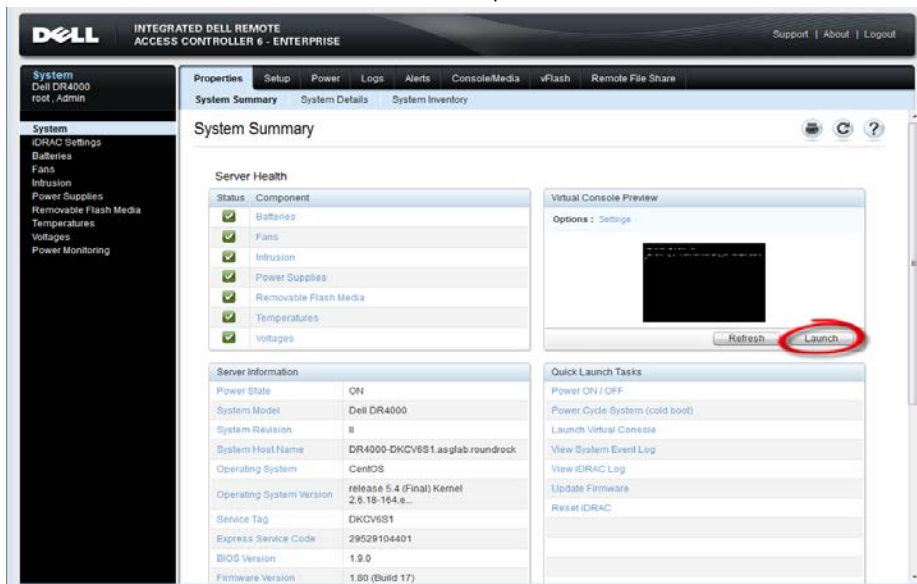 DELL
INTEGRATED DELL REMOTE
ACCESS CONTROLLER 6 - ENTERPRISE
Support | About | Logout
System
Dell DR4000
root , Admin
Properties Setup Power Logs Alerts Console/Media vFlash Remote File Share
System Summary System Details System Inventory
System
iDRAC Settings
Batteries
Fans
Intrusion
Power Supplies
Removable Flash Media
Temperatures
Voltages
Power Monitoring
System Summary
Server Health
Status Component
Batteries
Fans
Intrusion
Power Supplies
Removable Flash Media
Temperatures
Voltages
Virtual Console Preview
Options : Settings
Refresh Launch
Server Information
Power State ON
System Model Dell DR4000
System Revision II
System Host Name DR4000-DKCV6S1.asglab.roundrock
Operating System CentOS
Operating System Version release 5.4 (Final) Kernel
2.6.18-164.e...
Service Tag DKCV6S1
Express Service Code 29529104401
BIOS Version 1.9.0
Firmware Version 1.80 (Build 17)
Quick Launch Tasks
Power ON / OFF
Power Cycle System (cold boot)
Launch Virtual Console
View System Event Log
View iDRAC Log
Update Firmware
Reset iDRAC